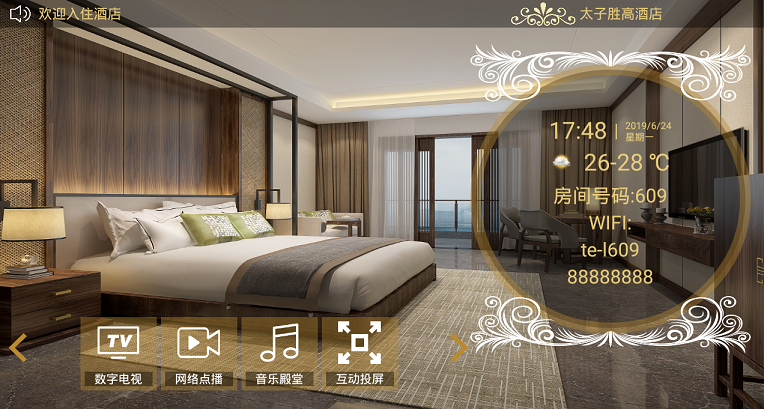 欢迎入住酒店
太子胜高酒店
17:48
2019/6/24
星期一
26-28 ℃
房间号码:609
WIFI:
te-l609
88888888
TV
数字电视
网络点播
音乐殿堂
互动投屏